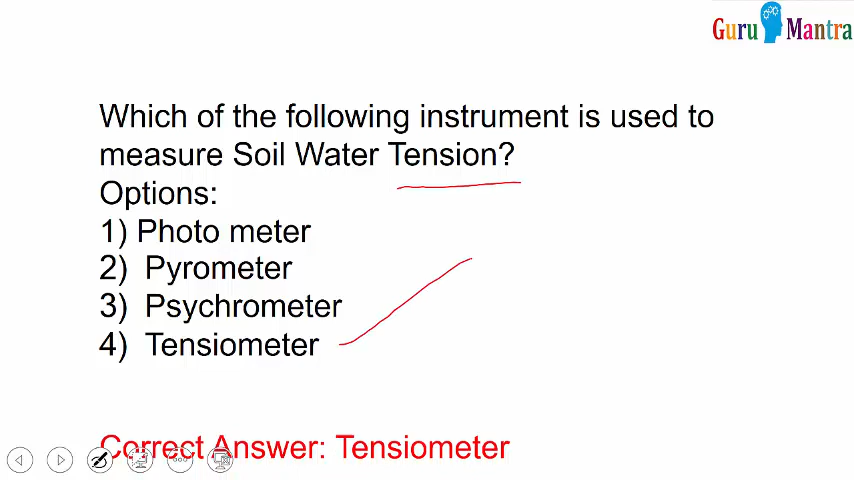 Guru Mantra
Which of the following instrument is used to
measure Soil Water Tension?
Options:
1) Photo meter
2) Pyrometer
3) Psychrometer
4) Tensiometer
Correct Answer: Tensiometer